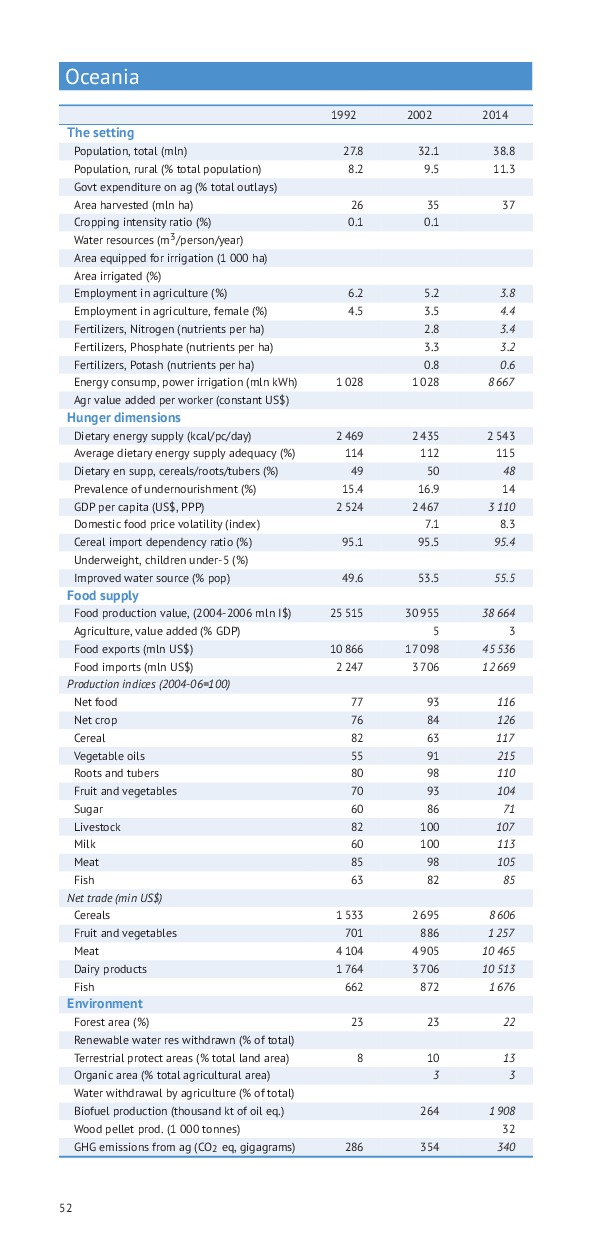 Oceania
1992 2002 2014
The setting
Population, total (mln) 27.8 32.1 38.8
Population, rural (% total population) 8.2 9.5 11.3
Govt expenditure on ag (% total outlays)
Area harvested (mln ha) 26 35 37
Cropping intensity ratio (%) 0.1 0.1
Water resources (m³/person/year)
Area equipped for irrigation (1 000 ha)
Area irrigated (%)
Employment in agriculture (%) 6.2 5.2 3.8
Employment in agriculture, female (%) 4.5 3.5 4.4
Fertilizers, Nitrogen (nutrients per ha) 2.8 3.4
Fertilizers, Phosphate (nutrients per ha) 3.3 3.2
Fertilizers, Potash (nutrients per ha) 0.8 0.6
Energy consump, power irrigation (mln kWh) 1 028 1 028 8 667
Agr value added per worker (constant US$)
Hunger dimensions
Dietary energy supply (kcal/pc/day) 2 469 2 435 2 543
Average dietary energy supply adequacy (%) 114 112 115
Dietary en supp, cereals/roots/tubers (%) 49 50 48
Prevalence of undernourishment (%) 15.4 16.9 14
GDP per capita (US$, PPP) 2 524 2 467 3 110
Domestic food price volatility (index) 7.1 8.3
Cereal import dependency ratio (%) 95.1 95.5 95.4
Underweight, children under-5 (%)
Improved water source (% pop) 49.6 53.5 55.5
Food supply
Food production value, (2004-2006 mln I$) 25 515 30 955 38 664
Agriculture, value added (% GDP) 5 3
Food exports (mln US$) 10 866 17 098 45 536
Food imports (mln US$) 2 247 3 706 12 669
Production indices (2004-06=100)
Net food 77 93 116
Net crop 76 84 126
Cereal 82 63 117
Vegetable oils 55 91 215
Roots and tubers 80 98 110
Fruit and vegetables 70 93 104
Sugar 60 86 71
Livestock 82 100 107
Milk 60 100 113
Meat 85 98 105
Fish 63 82 85
Net trade (min US$)
Cereals 1 533 2 695 8 606
Fruit and vegetables 701 886 1 257
Meat 4 104 4 905 10 465
Dairy products 1 764 3 706 10 513
Fish 662 872 1 676
Environment
Forest area (%) 23 23 22
Renewable water res withdrawn (% of total)
Terrestrial protect areas (% total land area) 8 10 13
Organic area (% total agricultural area) 3 3
Water withdrawal by agriculture (% of total)
Biofuel production (thousand kt of oil eq.) 264 1 908
Wood pellet prod. (1 000 tonnes) 32
GHG emissions from ag (CO₂ eq, gigagrams) 286 354 340
52